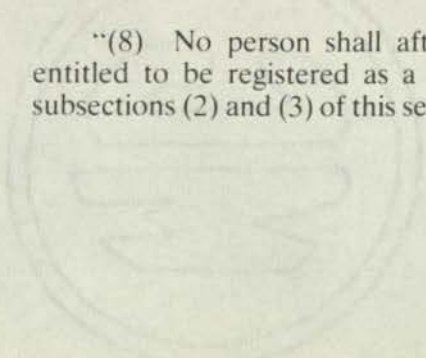 “(8) No person shall aft
entitled to be registered as a
subsections (2) and (3) of this se